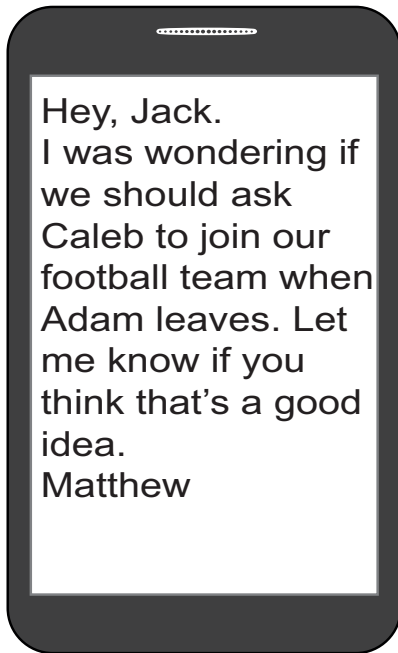 Hey, Jack.
I was wondering if
we should ask
Caleb to join our
football team when
Adam leaves. Let
me know if you
think that’s a good
idea.
Matthew